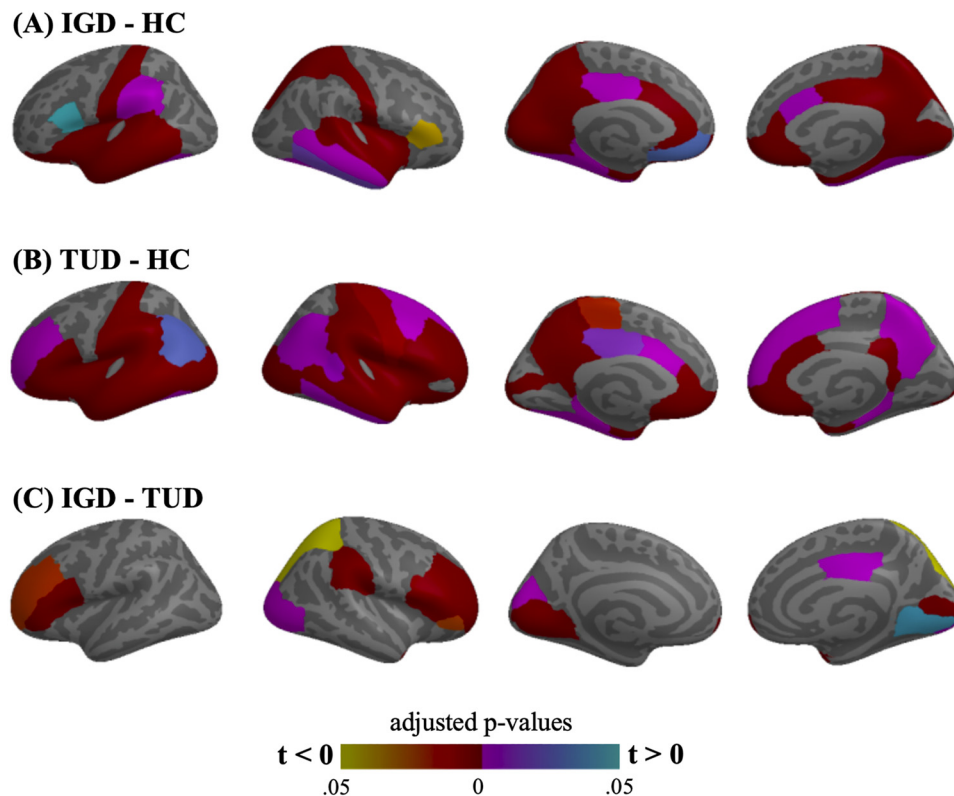 (A) IGD - HC
(B) TUD - HC
(C) IGD - TUD
adjusted p-values
t < 0 t > 0
.05 0 .05